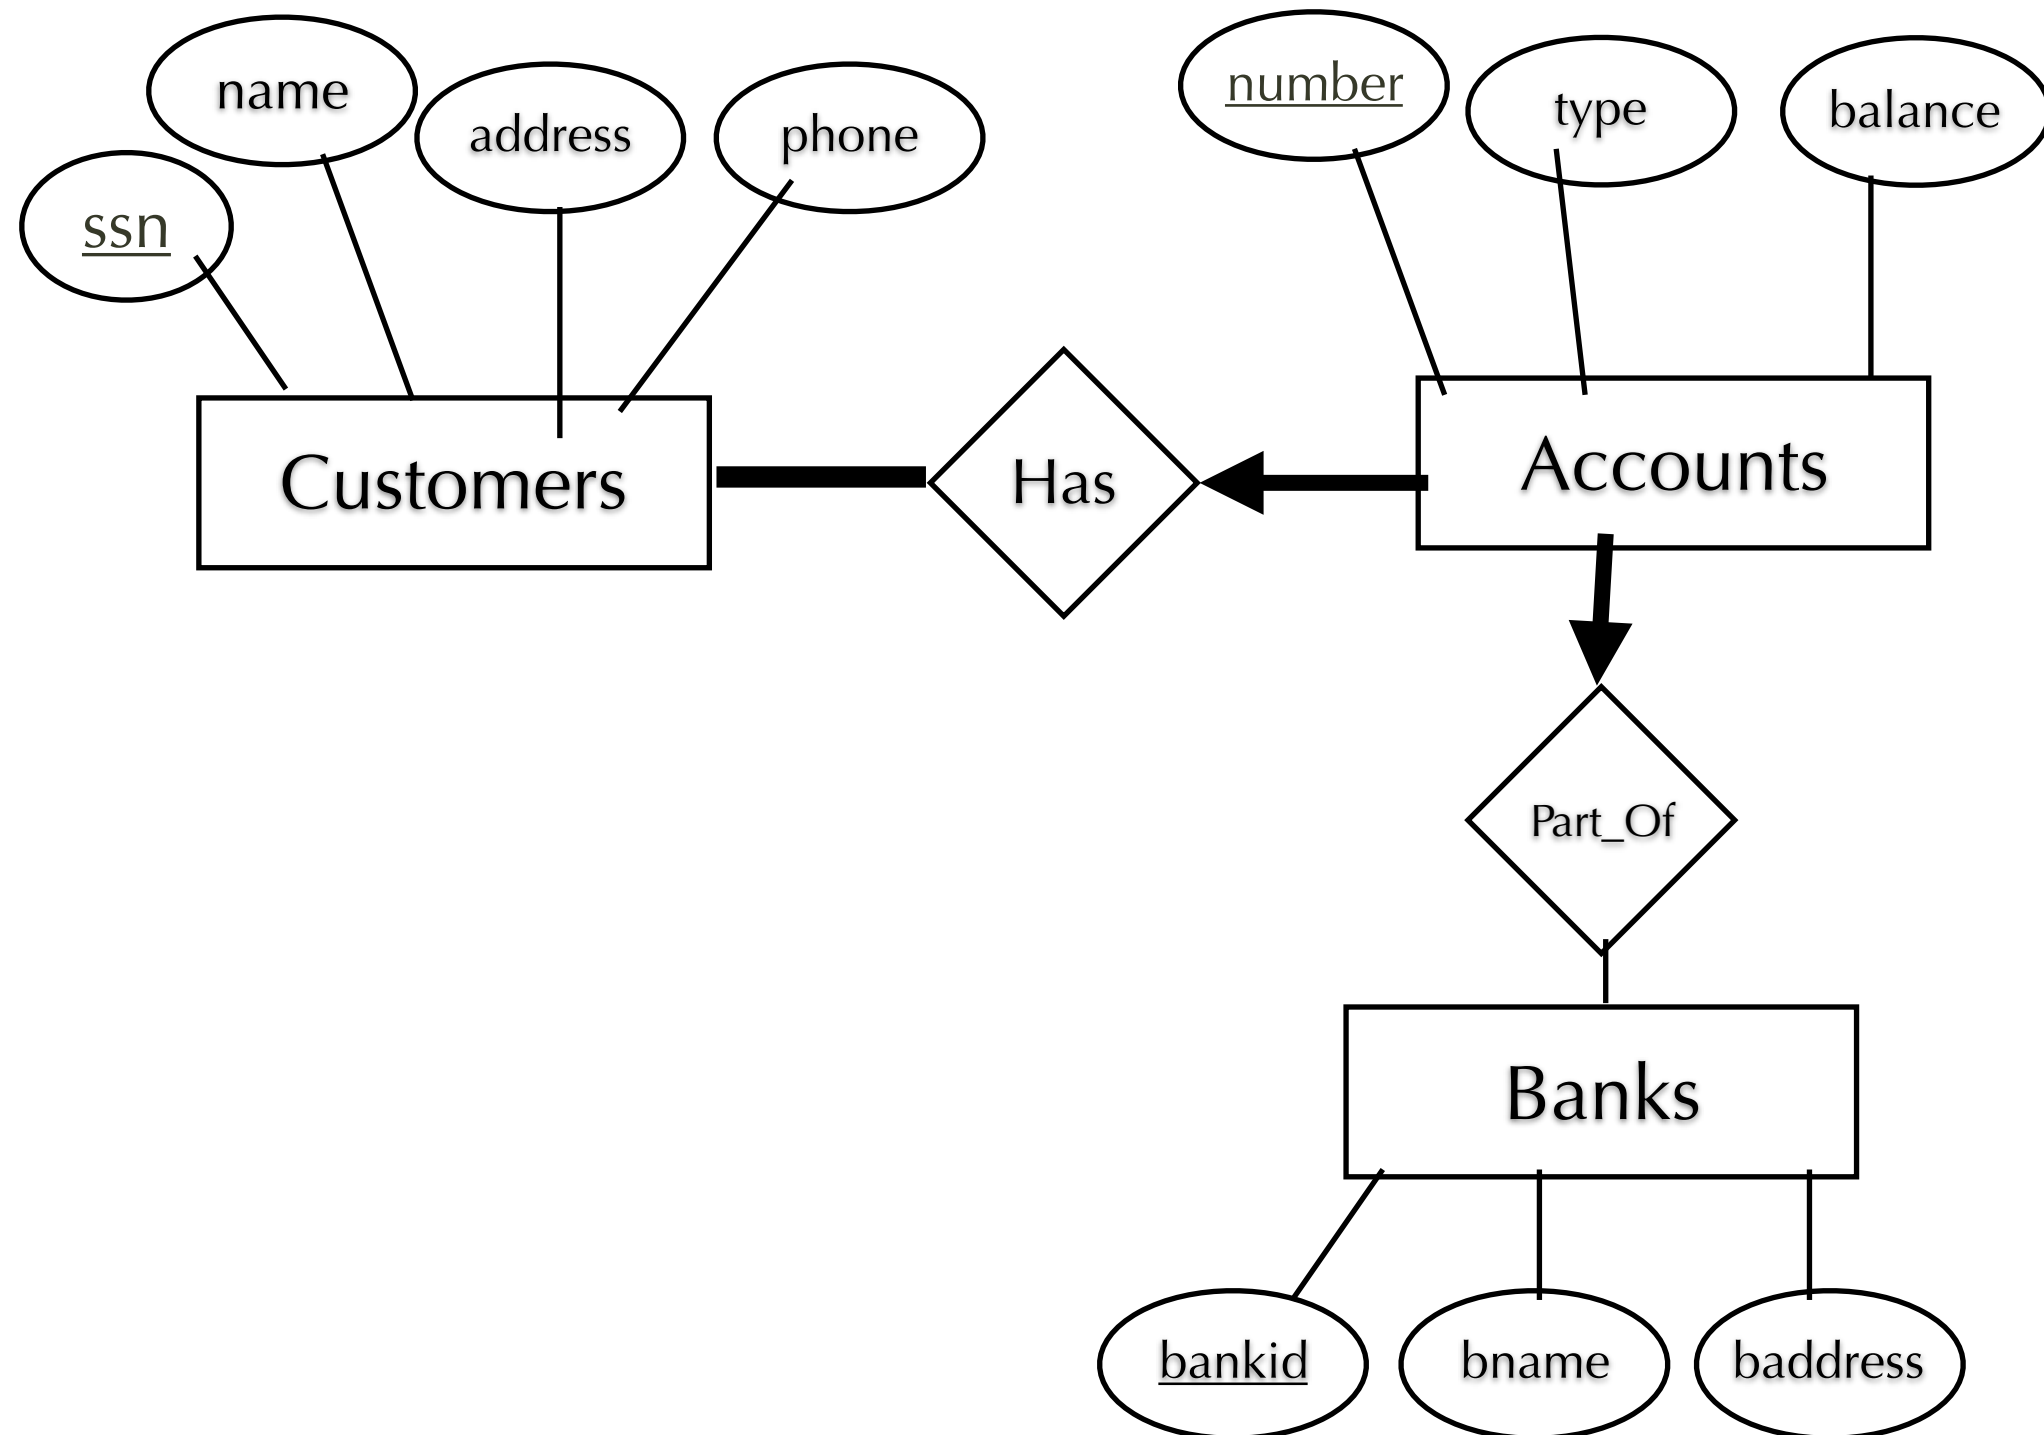 name
address
phone
ssn
number
type
balance
Customers
Has
Accounts
Part_Of
Banks
bankid
bname
baddress